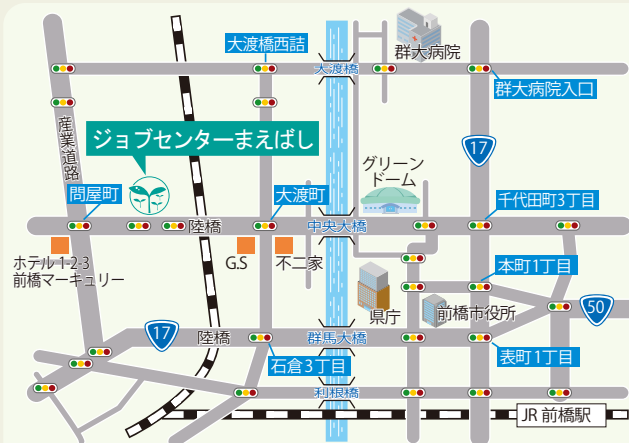 大渡橋西詰
群大病院
大渡橋
群大病院入口
産業道路
ジョブセンターまえばし
17
グリーン
ドーム
問屋町
大渡町
千代田町3丁目
陸橋
中央大橋
ホテル1-2-3
前橋マーキュリー
G.S
不二家
本町1丁目
県庁
前橋市役所
50
17
陸橋
群馬大橋
石倉3丁目
表町1丁目
利根橋
JR 前橋駅